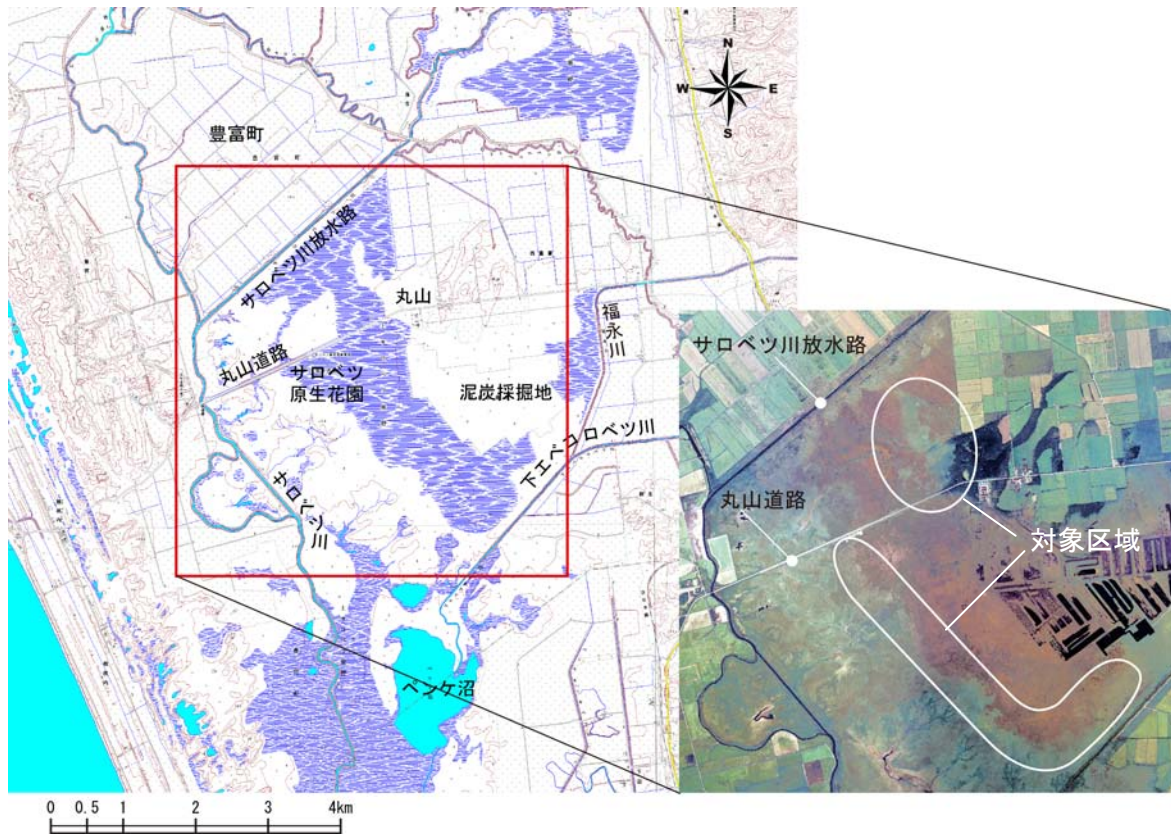 N
W E
S
豊富町
サロベツ川放水路
丸山
福永川
丸山道路
サロベツ
原生花園
泥炭採掘地
下エベコロベツ川
サロベツ川
ペンケ沼
サロベツ川放水路
丸山道路
対象区域
0 0.5 1 2 3 4km